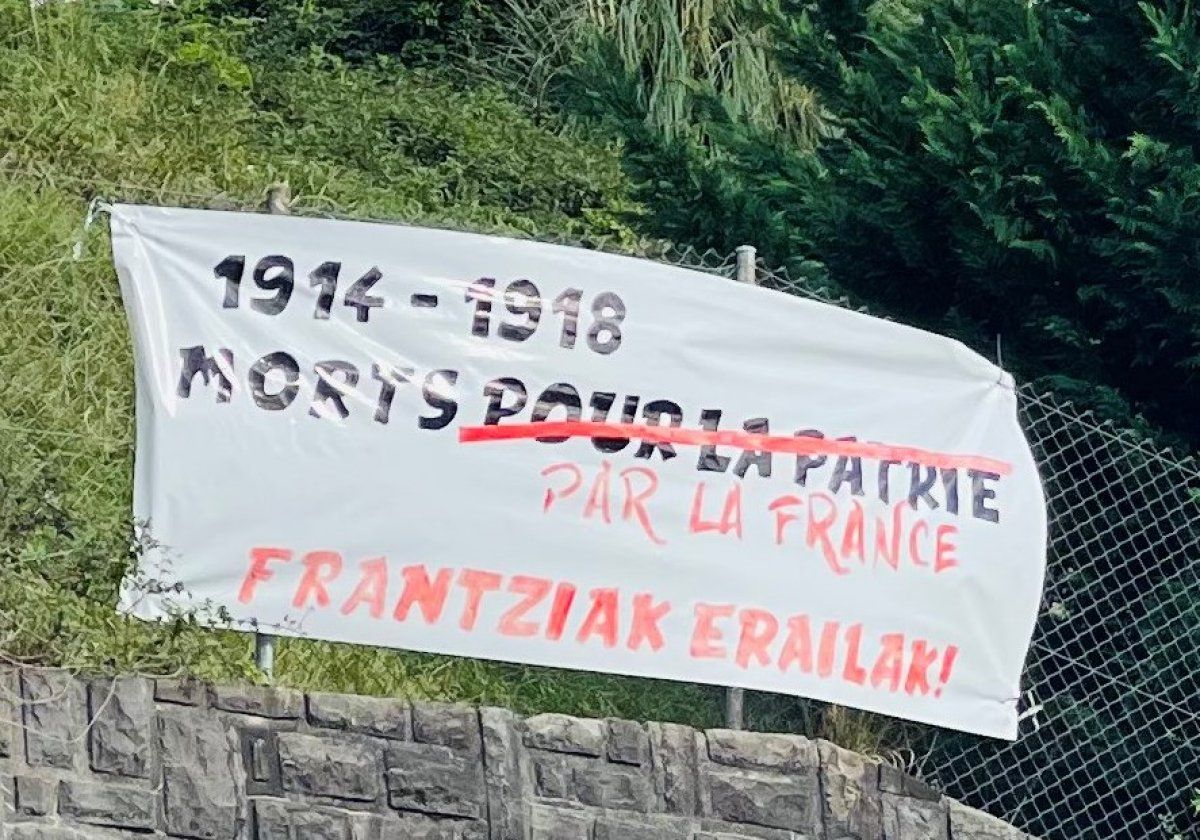 1914 - 1918
MORTS POUR LA PATRIE
PAR LA FRANCE
FRANTZIAK ERAILAK!